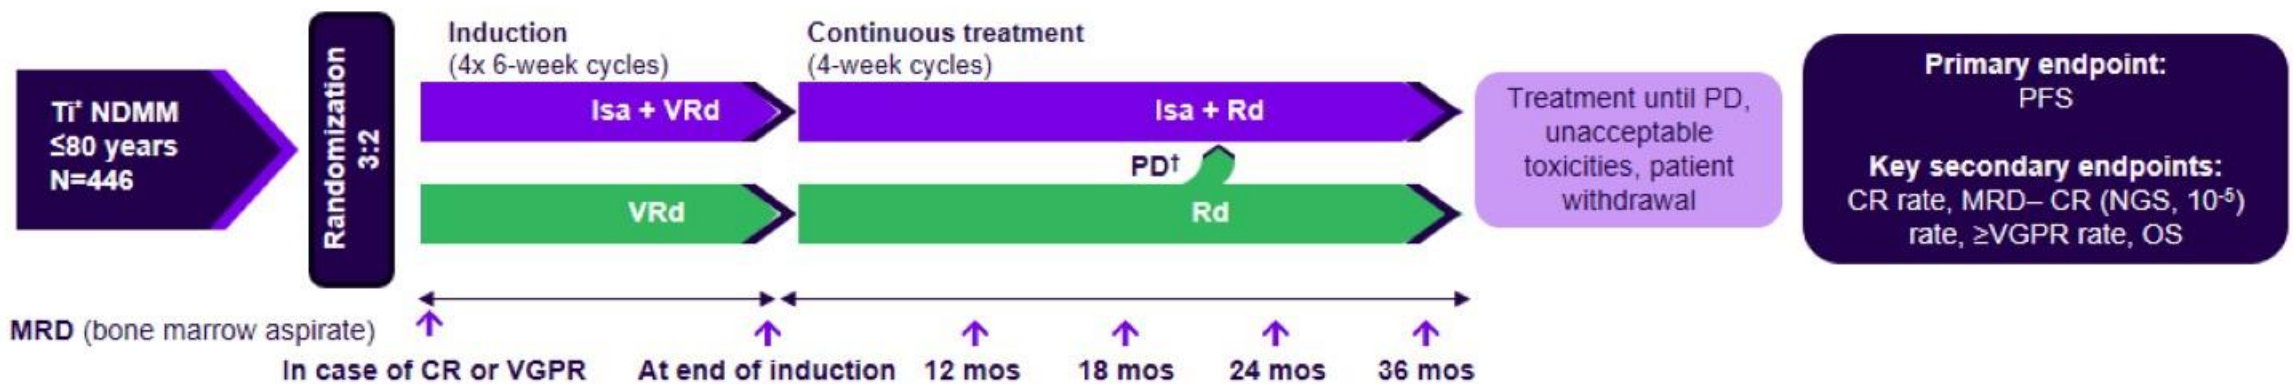 Ti‡ NDMM
≤80 years
N=446
Randomization
3:2
Induction
(4x 6-week cycles)
Isa + VRd
VRd
Continuous treatment
(4-week cycles)
Isa + Rd
PD†
Rd
Treatment until PD,
unacceptable
toxicities, patient
withdrawal
Primary endpoint:
PFS
Key secondary endpoints:
CR rate, MRD– CR (NGS, 10⁻⁵)
rate, ≥VGPR rate, OS
MRD (bone marrow aspirate)
In case of CR or VGPR
At end of induction
12 mos
18 mos
24 mos
36 mos